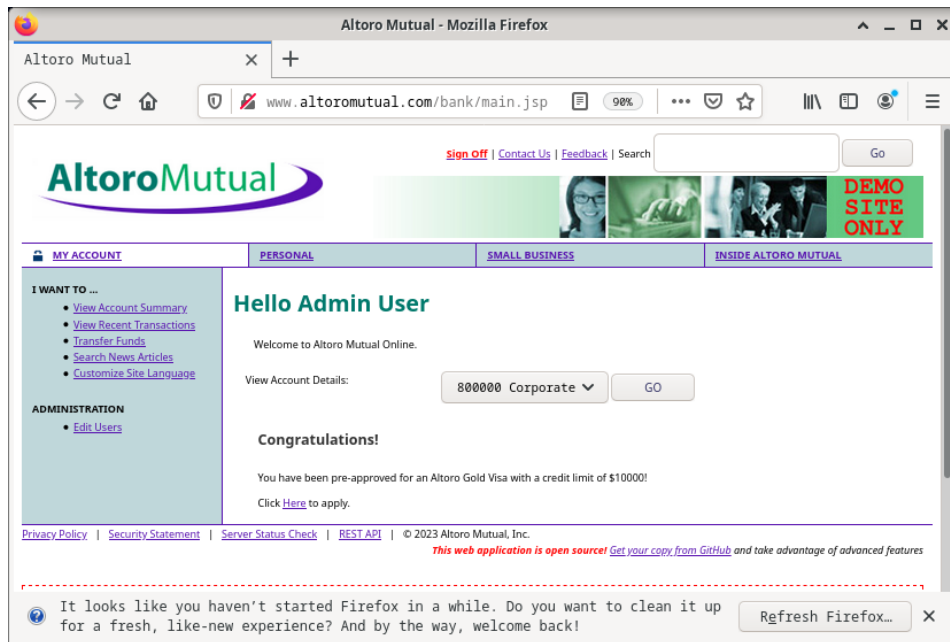 Altoro Mutual - Mozilla Firefox
Altoro Mutual
www.altoromutual.com/bank/main.jsp 90%
Sign Off | Contact Us | Feedback | Search Go
AltoroMutual
DEMO
SITE
ONLY
MY ACCOUNT PERSONAL SMALL BUSINESS INSIDE ALTORO MUTUAL
I WANT TO ...
• View Account Summary
• View Recent Transactions
• Transfer Funds
• Search News Articles
• Customize Site Language
ADMINISTRATION
• Edit Users
Hello Admin User
Welcome to Altoro Mutual Online.
View Account Details: 800000 Corporate GO
Congratulations!
You have been pre-approved for an Altoro Gold Visa with a credit limit of $10000!
Click Here to apply.
Privacy Policy | Security Statement | Server Status Check | REST API | © 2023 Altoro Mutual, Inc.
This web application is open source! Get your copy from GitHub and take advantage of advanced features
It looks like you haven't started Firefox in a while. Do you want to clean it up
for a fresh, like-new experience? And by the way, welcome back!
Refresh Firefox…